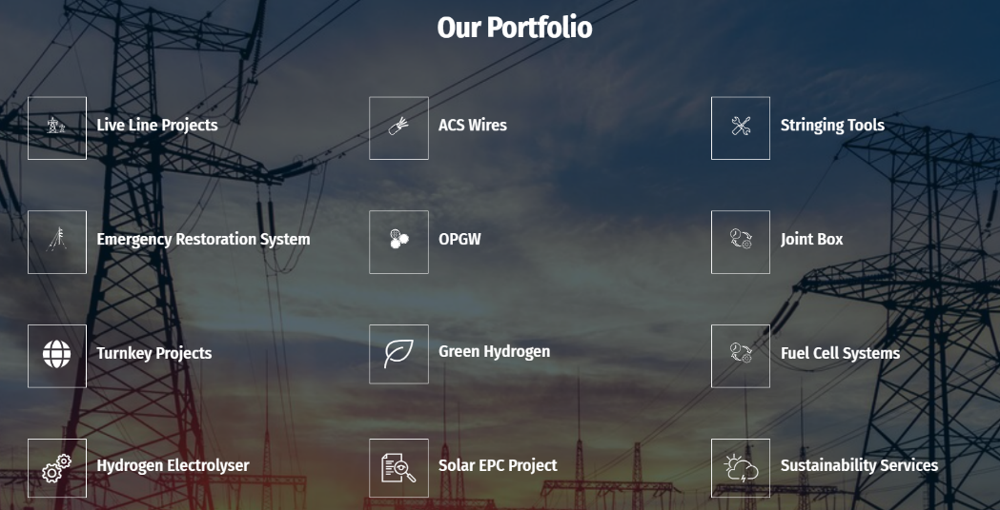 Our Portfolio
Live Line Projects
ACS Wires
Stringing Tools
Emergency Restoration System
OPGW
Joint Box
Turnkey Projects
Green Hydrogen
Fuel Cell Systems
Hydrogen Electrolyser
Solar EPC Project
Sustainability Services